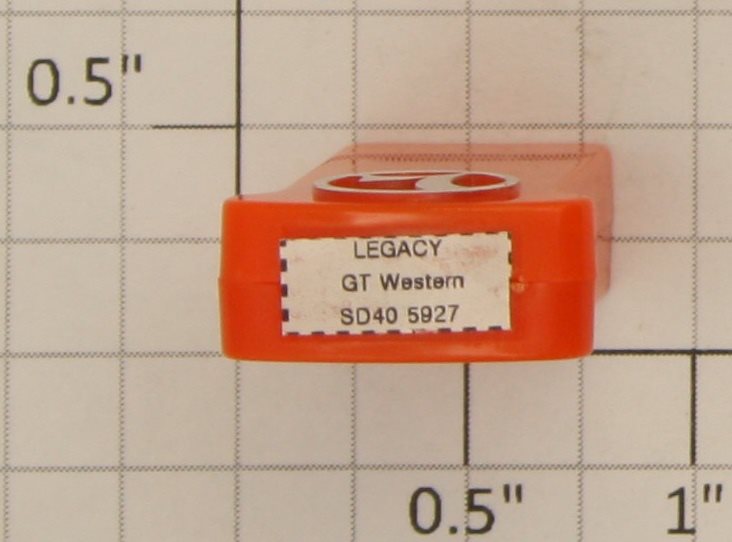 0.5"
LEGACY
GT Western
SD40 5927
0.5" 1"